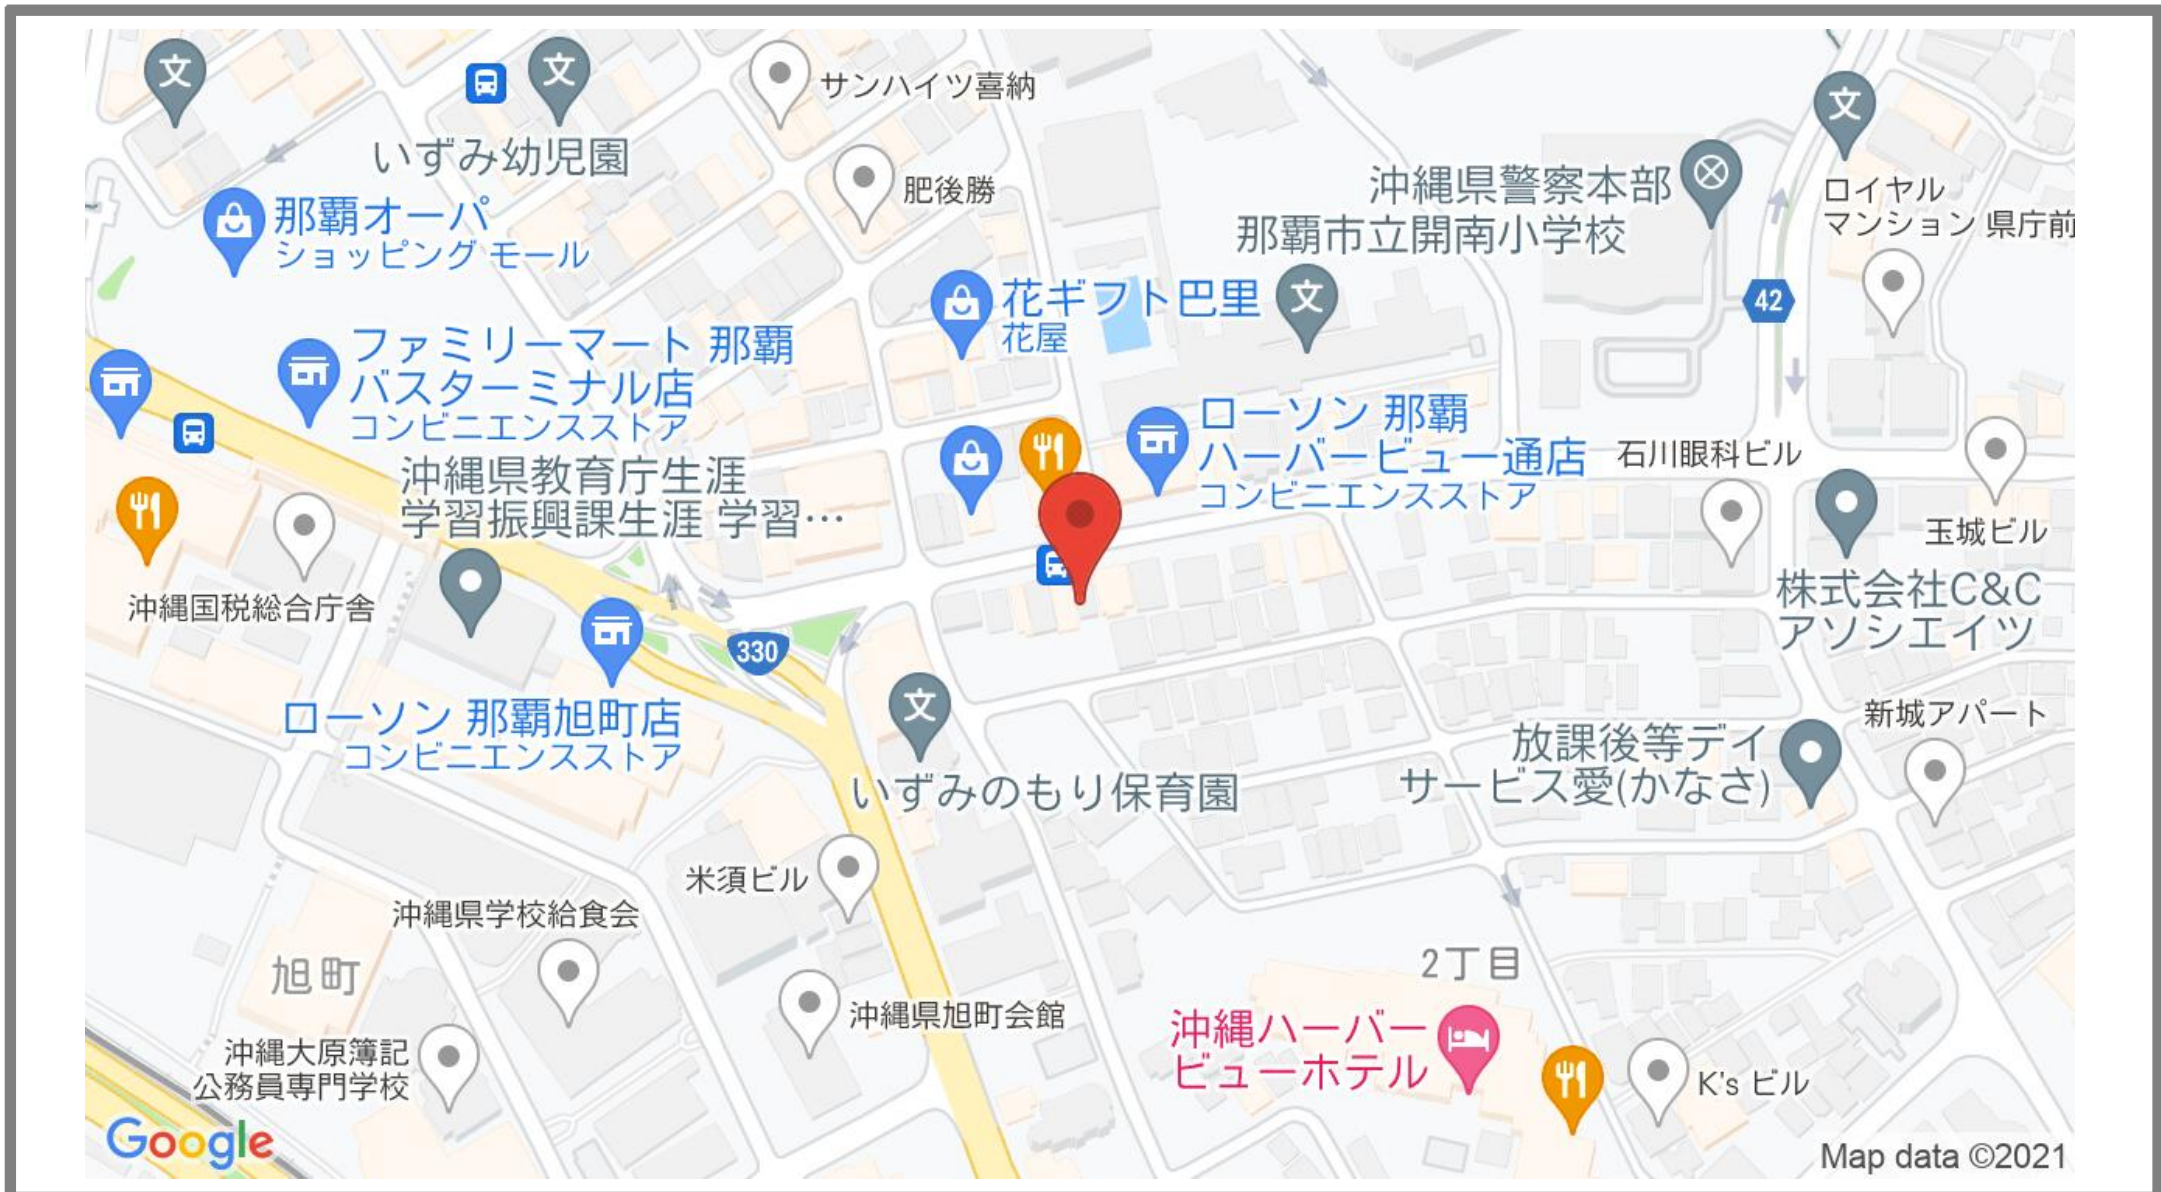 文
文
サンハイツ喜納
いずみ幼児園
文
肥後勝
沖縄県警察本部
ロイヤル
マンション 県庁前
那覇オーパ
ショッピング モール
那覇市立開南小学校
花ギフト巴里
花屋
文
42
ファミリーマート 那覇
バスターミナル店
コンビニエンスストア
ローソン 那覇
ハーバービュー通店
コンビニエンスストア
石川眼科ビル
沖縄県教育庁生涯
学習振興課生涯 学習…
玉城ビル
沖縄国税総合庁舎
株式会社C&C
アソシエイツ
330
ローソン 那覇旭町店
コンビニエンスストア
文
いずみのもり保育園
放課後等デイ
サービス愛(かなさ)
新城アパート
米須ビル
沖縄県学校給食会
旭町
2丁目
沖縄県旭町会館
沖縄ハーバー
ビューホテル
沖縄大原簿記
公務員専門学校
K's ビル
Google
Map data ©2021